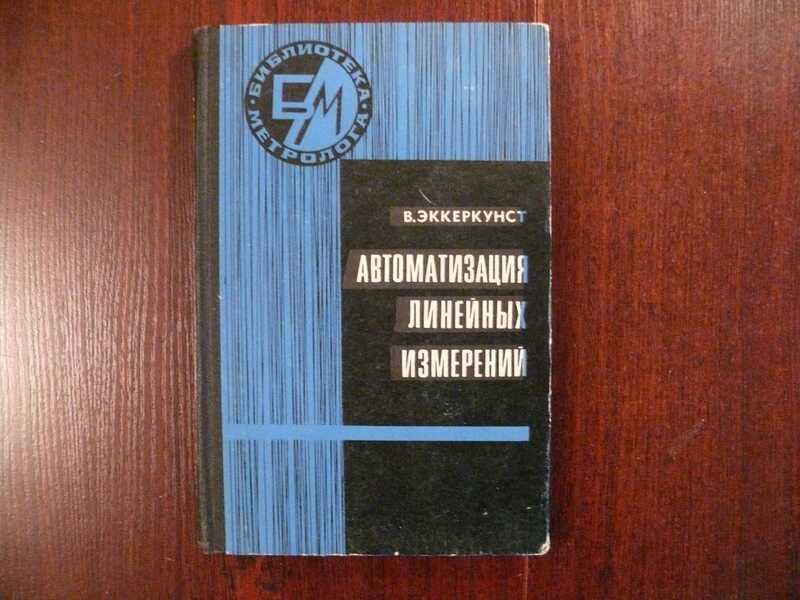 БИБЛИОТЕКА
МЕТРОЛОГА
БМ
В.ЭККЕРКУНСТ
АВТОМАТИЗАЦИЯ
ЛИНЕЙНЫХ
ИЗМЕРЕНИЙ